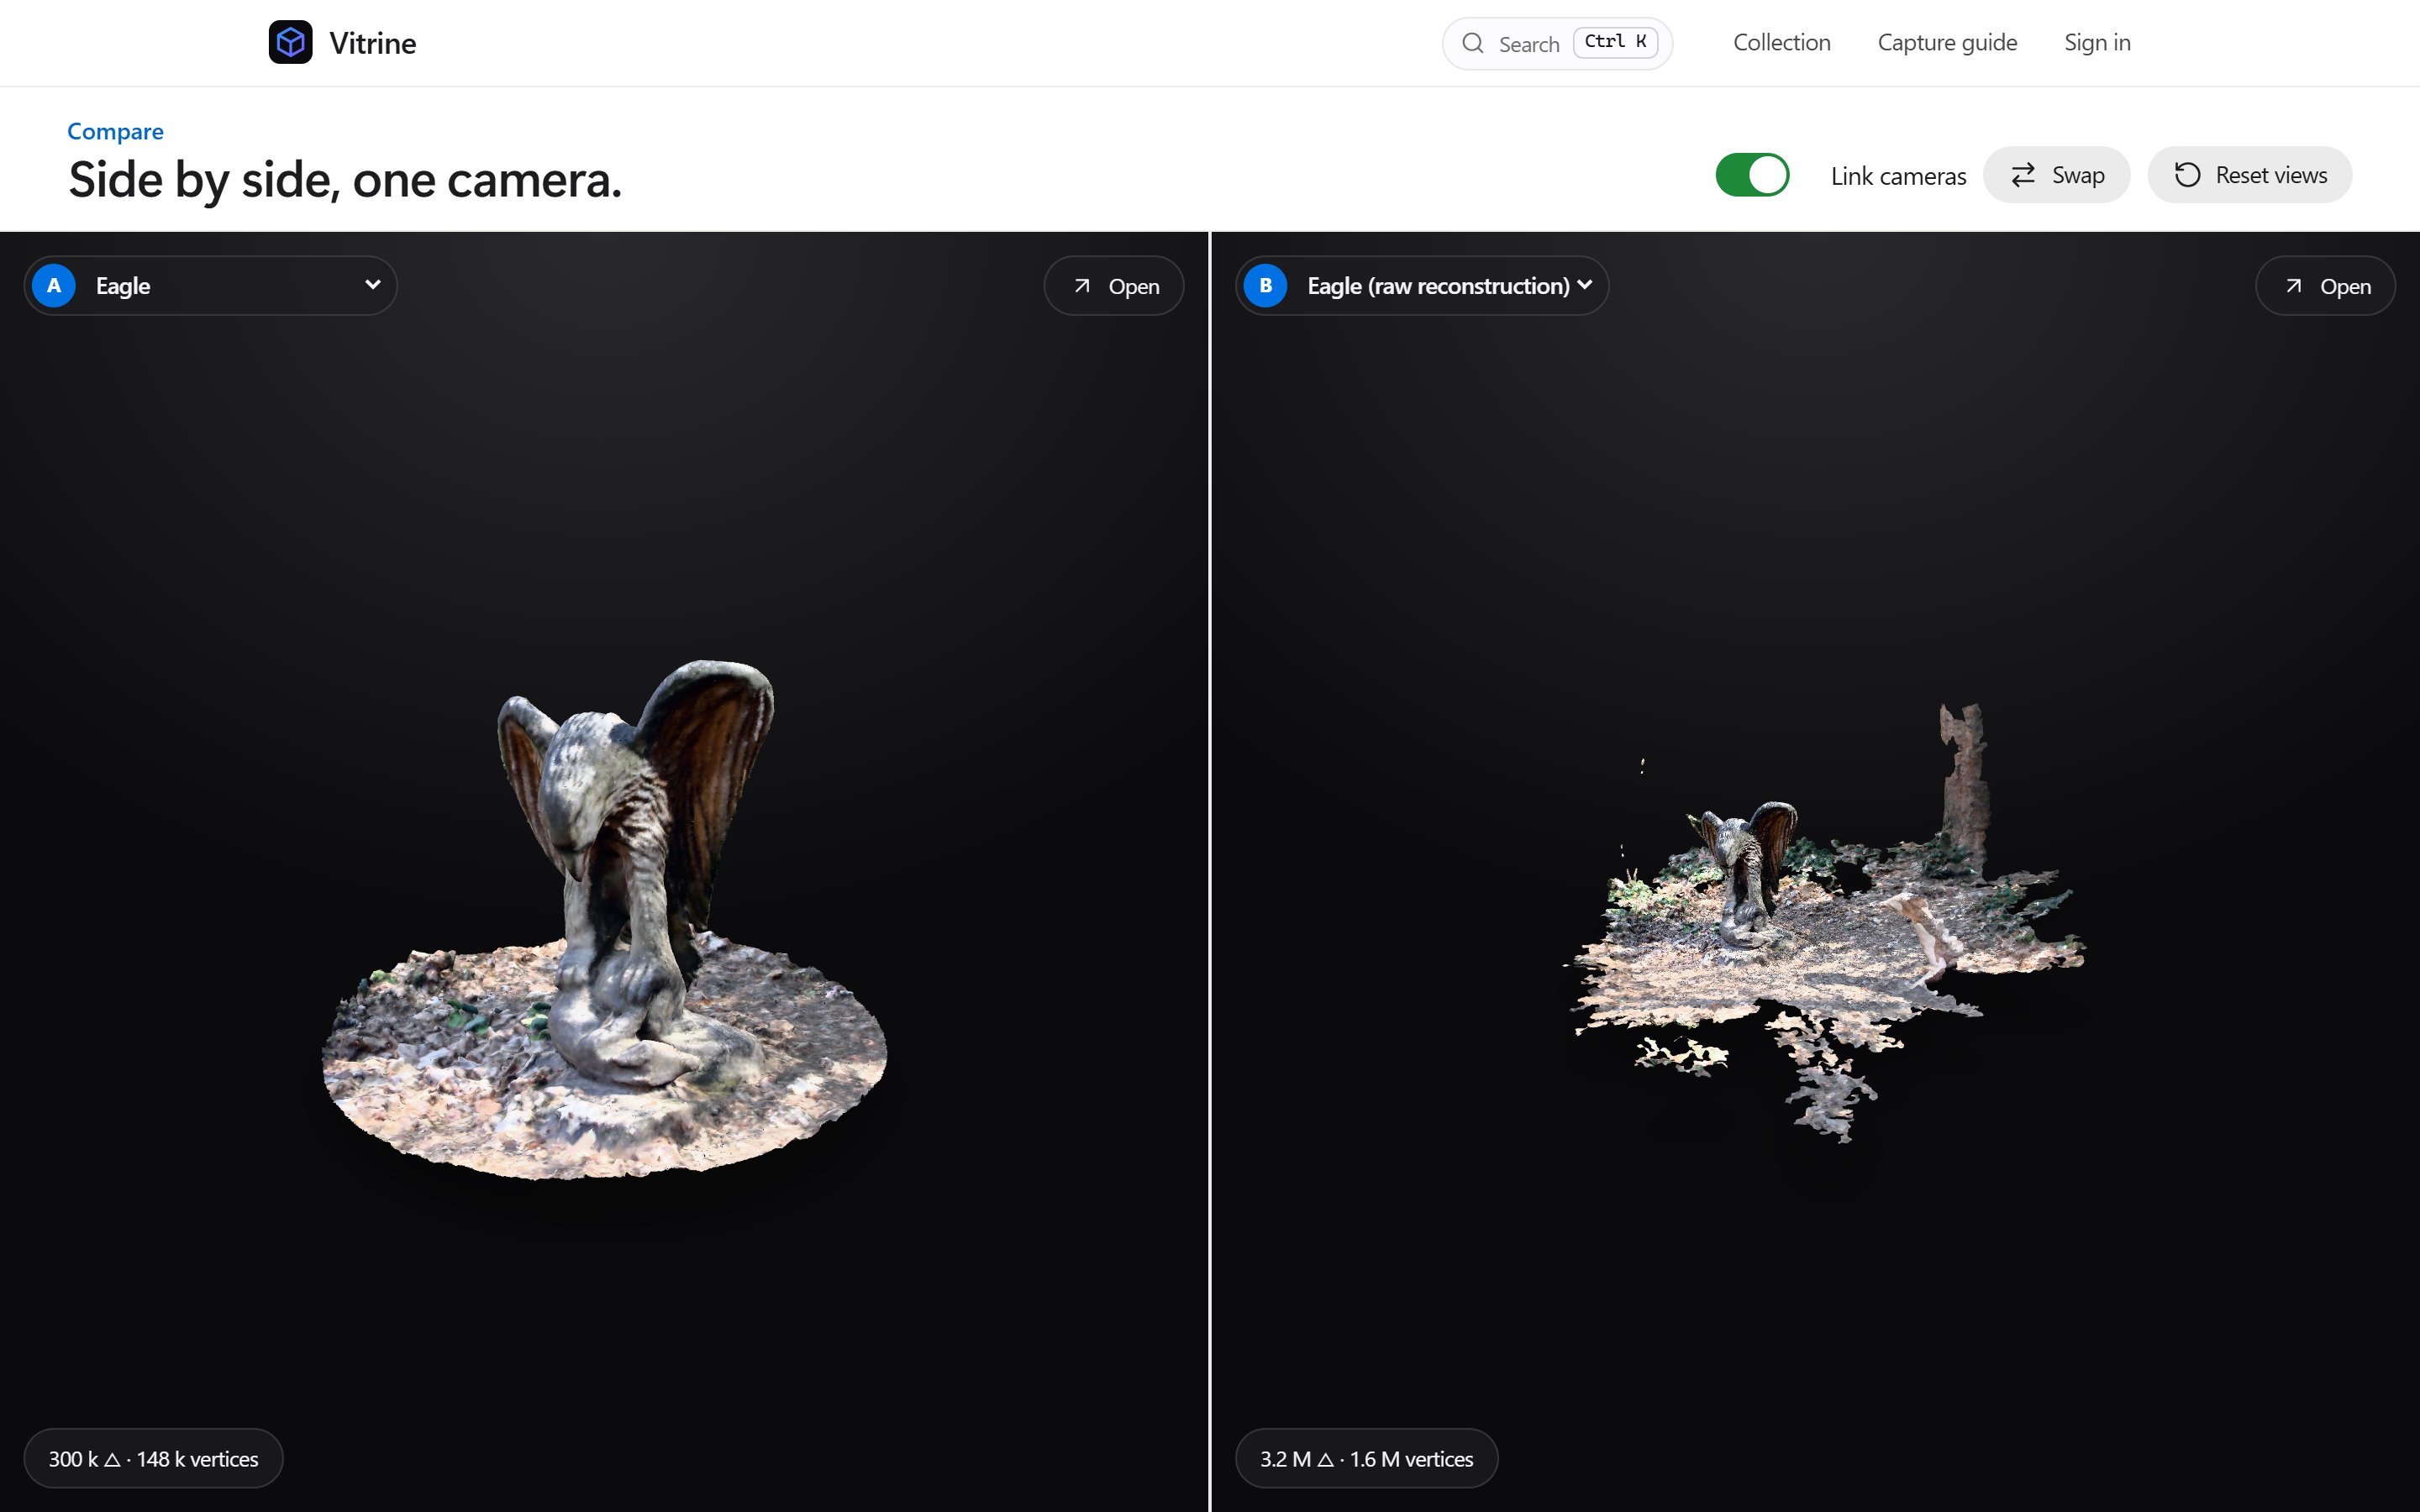 Vitrine
Search Ctrl K
Collection
Capture guide
Sign in
Compare
Side by side, one camera.
Link cameras
Swap
Reset views
A Eagle
Open
B Eagle (raw reconstruction)
Open
300 k △ · 148 k vertices
3.2 M △ · 1.6 M vertices